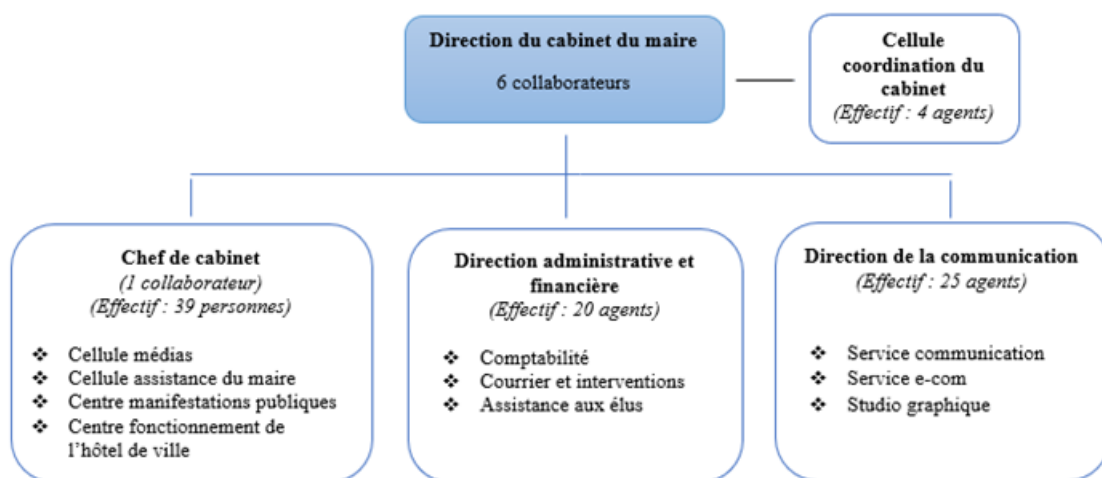 Direction du cabinet du maire
6 collaborateurs
Cellule
coordination du
cabinet
(Effectif : 4 agents)
Chef de cabinet
(1 collaborateur)
(Effectif : 39 personnes)
❖ Cellule médias
❖ Cellule assistance du maire
❖ Centre manifestations publiques
❖ Centre fonctionnement de
l’hôtel de ville
Direction administrative et
financière
(Effectif : 20 agents)
❖ Comptabilité
❖ Courrier et interventions
❖ Assistance aux élus
Direction de la communication
(Effectif : 25 agents)
❖ Service communication
❖ Service e-com
❖ Studio graphique